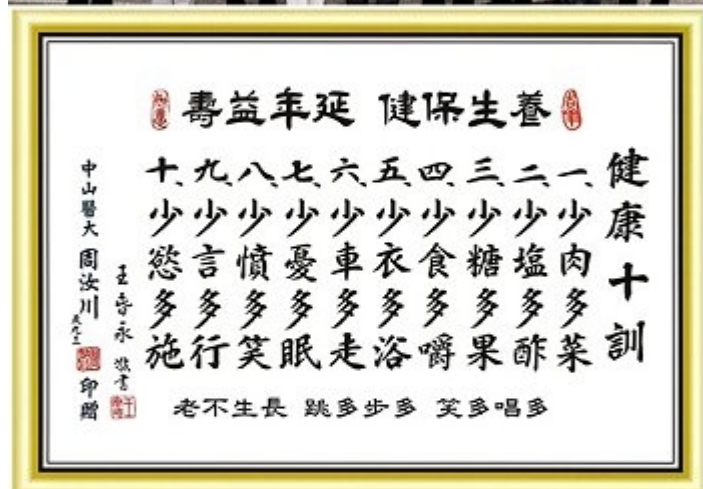 養生保健 延年益壽
健康十訓
一、少肉多菜
二、少塩多酢
三、少糖多果
四、少食多嚼
五、少衣多浴
六、少車多走
七、少憂多眠
八、少憤多笑
九、少言多行
十、少慾多施
王昏永 敬書
中山醫大 周汝川 印贈
多唱多笑 多步多跳 長生不老